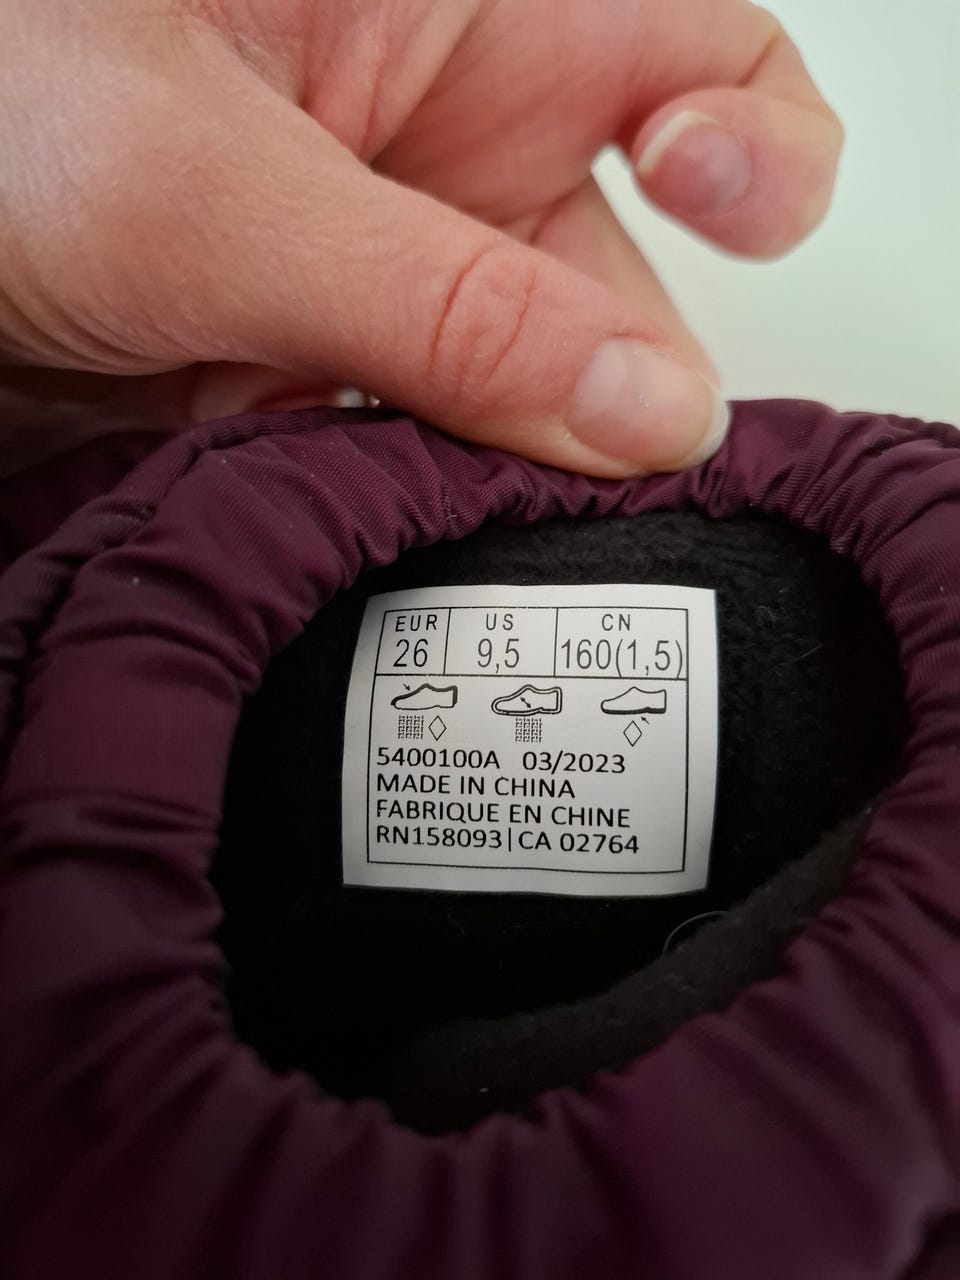 EUR US CN
26 9,5 160(1,5)
5400100A 03/2023
MADE IN CHINA
FABRIQUE EN CHINE
RN158093|CA 02764